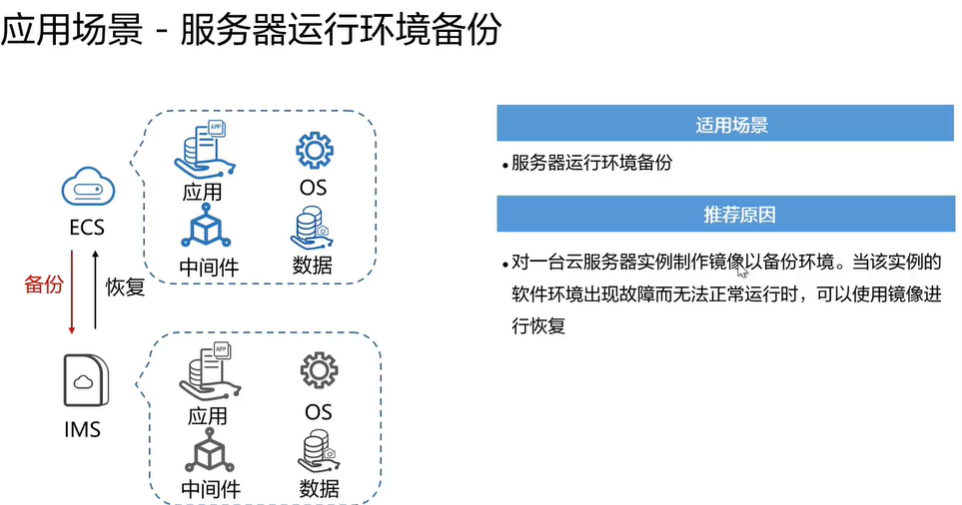 应用场景 - 服务器运行环境备份
APP
应用
OS
中间件
数据
ECS
备份
恢复
IMS
APP
应用
OS
中间件
数据
适用场景
•服务器运行环境备份
推荐原因
•对一台云服务器实例制作镜像以备份环境。当该实例的
软件环境出现故障而无法正常运行时，可以使用镜像进
行恢复